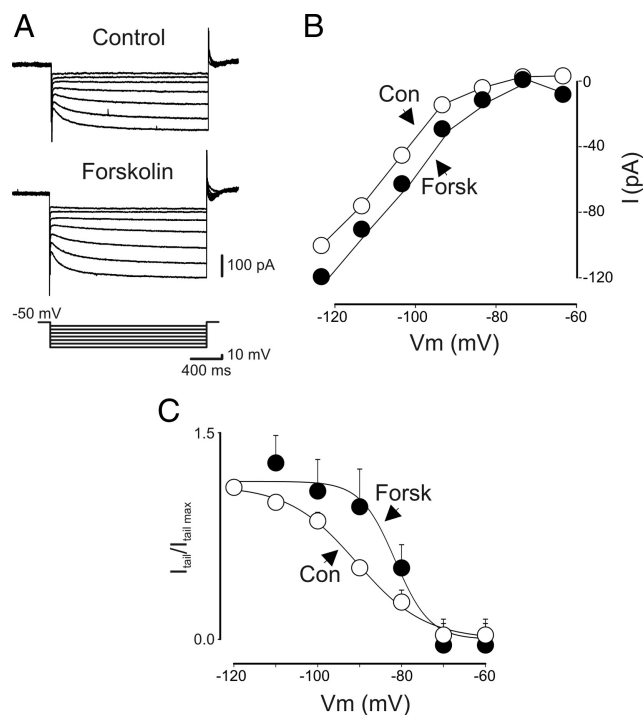 A
Control
Forskolin
100 pA
-50 mV
10 mV
400 ms
B
Con
Forsk
0
-40
-80
-120
I (pA)
-120
-100
-80
-60
Vm (mV)
C
1.5
0.0
Itail/Itail max
Forsk
Con
-120
-100
-80
-60
Vm (mV)